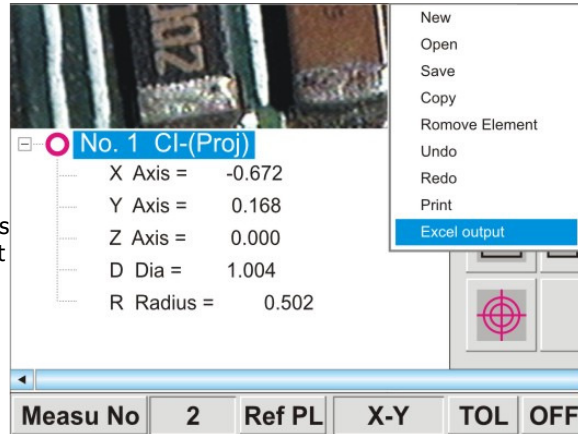 New
Open
Save
Copy
Romove Element
Undo
Redo
Print
Excel output
No. 1 CI-(Proj)
X Axis = -0.672
Y Axis = 0.168
Z Axis = 0.000
D Dia = 1.004
R Radius = 0.502
s
t
Measu No 2 Ref PL X-Y TOL OFF